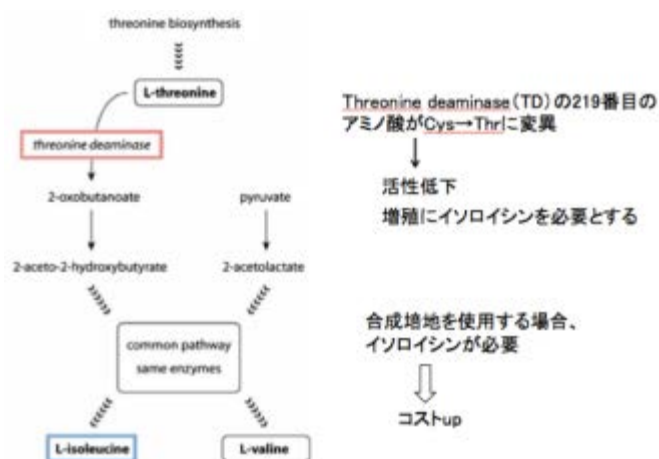 threonine biosynthesis
L-threonine
threonine deaminase
2-oxobutanoate
pyruvate
2-aceto-2-hydroxybutyrate
2-acetolactate
common pathway
same enzymes
L-isoleucine
L-valine
Threonine deaminase(TD)の219番目の
アミノ酸がCys→Thrに変異
活性低下
増殖にイソロイシンを必要とする
合成培地を使用する場合、
イソロイシンが必要
コストup